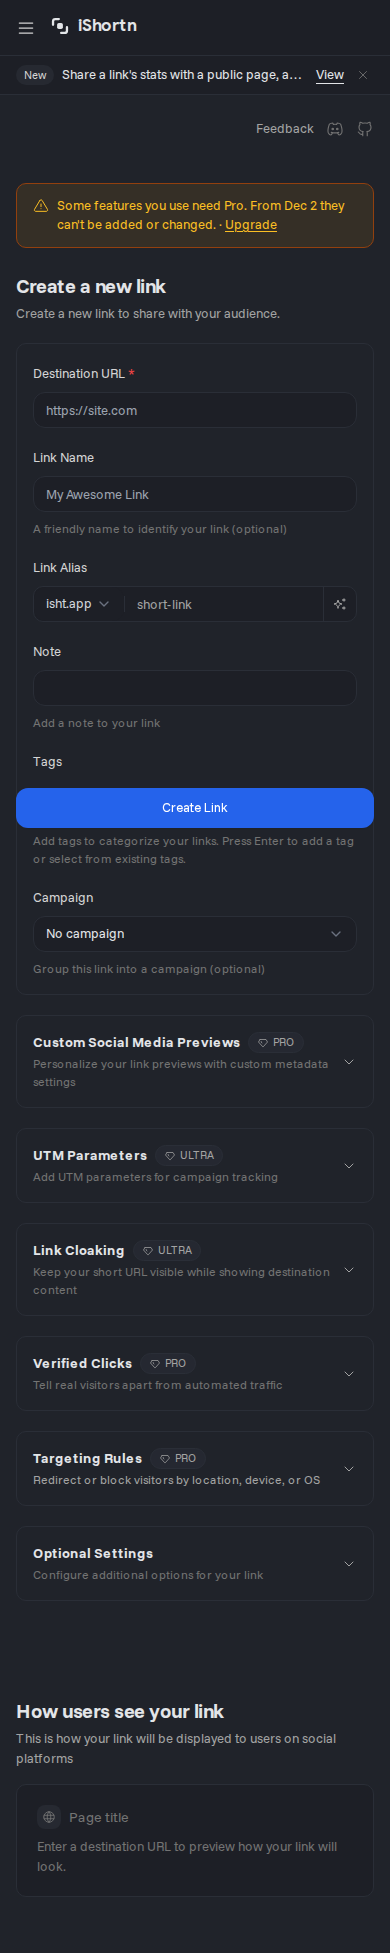 iShortn
New Share a link's stats with a public page, a... View
Feedback
Some features you use need Pro. From Dec 2 they
can't be added or changed. · Upgrade
Create a new link
Create a new link to share with your audience.
Destination URL *
https://site.com
Link Name
My Awesome Link
A friendly name to identify your link (optional)
Link Alias
isht.app short-link
Note
Add a note to your link
Tags
Create Link
Add tags to categorize your links. Press Enter to add a tag
or select from existing tags.
Campaign
No campaign
Group this link into a campaign (optional)
Custom Social Media Previews PRO
Personalize your link previews with custom metadata
settings
UTM Parameters ULTRA
Add UTM parameters for campaign tracking
Link Cloaking ULTRA
Keep your short URL visible while showing destination
content
Verified Clicks PRO
Tell real visitors apart from automated traffic
Targeting Rules PRO
Redirect or block visitors by location, device, or OS
Optional Settings
Configure additional options for your link
How users see your link
This is how your link will be displayed to users on social
platforms
Page title
Enter a destination URL to preview how your link will
look.